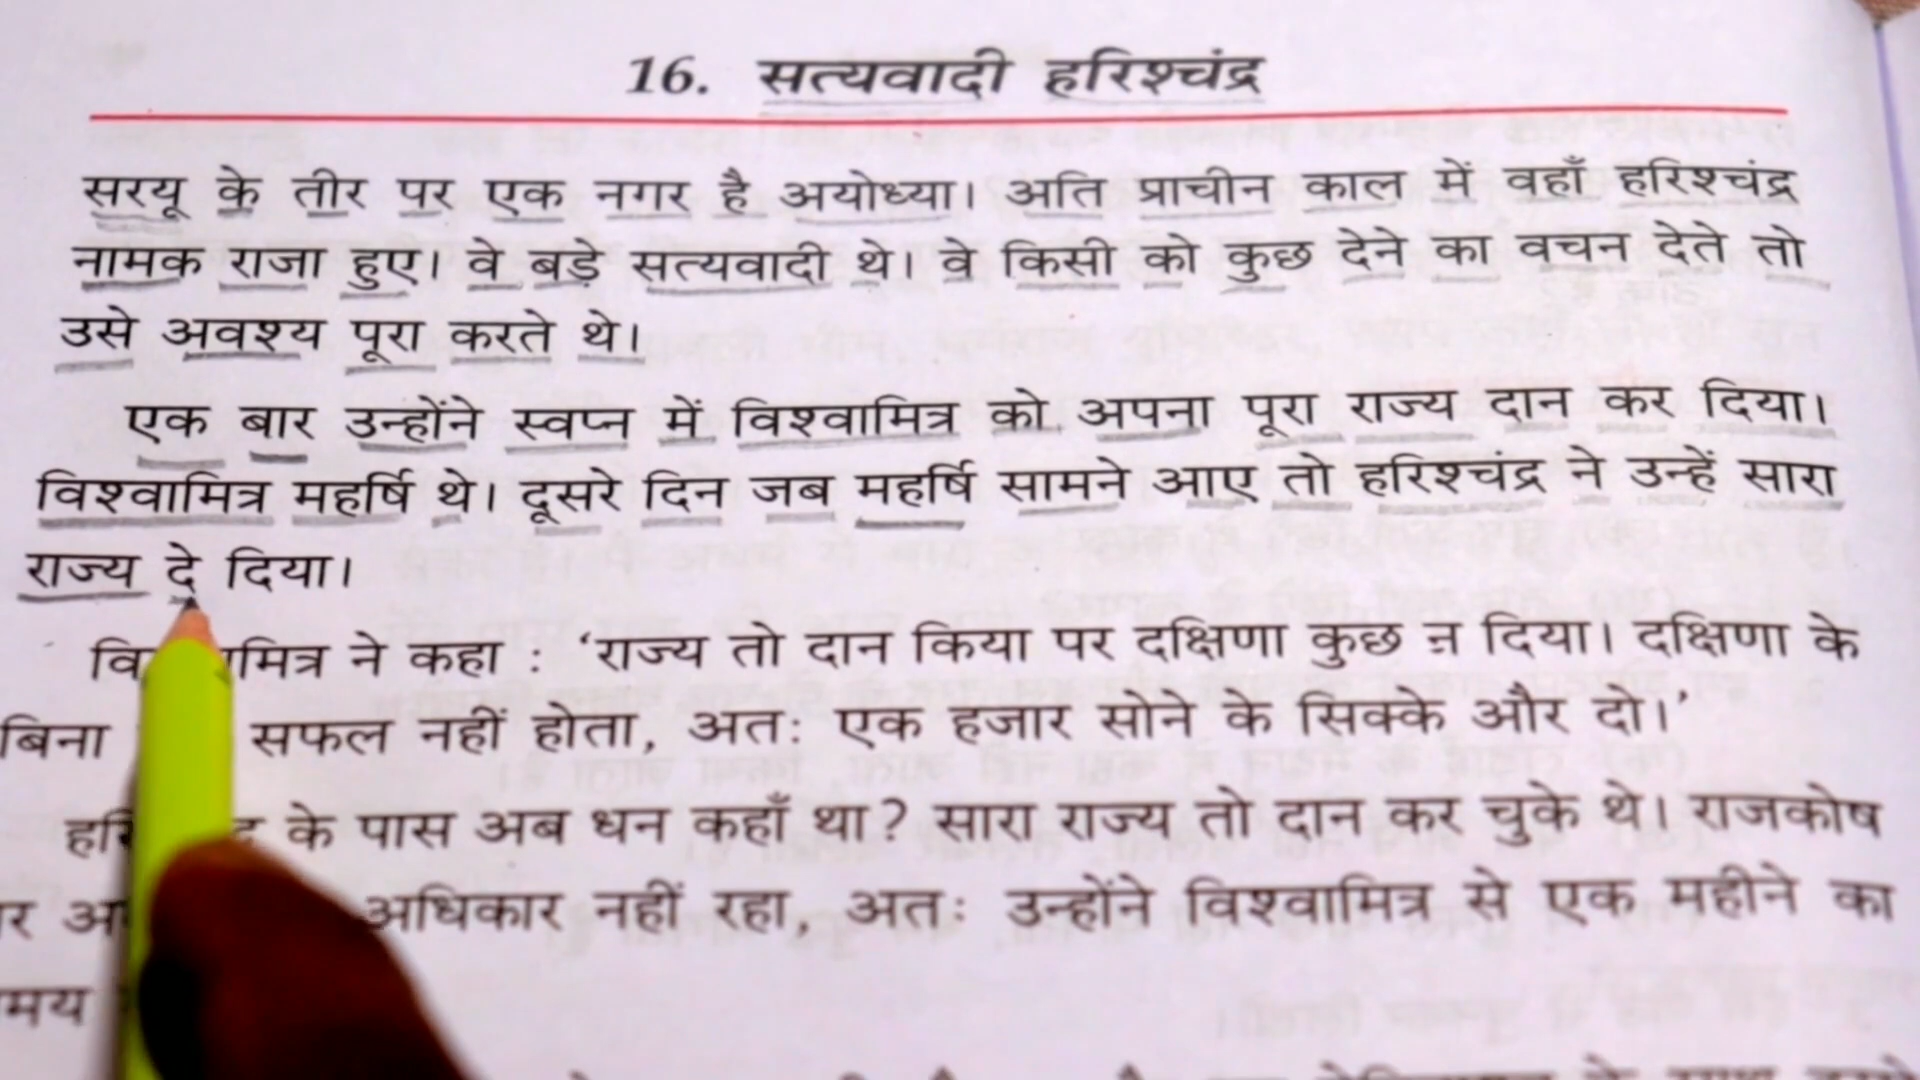 16. सत्यवादी हरिश्चंद्र
सरयू के तीर पर एक नगर है अयोध्या। अति प्राचीन काल में वहाँ हरिश्चंद्र
नामक राजा हुए। वे बड़े सत्यवादी थे। वे किसी को कुछ देने का वचन देते तो
उसे अवश्य पूरा करते थे।
एक बार उन्होंने स्वप्न में विश्वामित्र को अपना पूरा राज्य दान कर दिया।
विश्वामित्र महर्षि थे। दूसरे दिन जब महर्षि सामने आए तो हरिश्चंद्र ने उन्हें सारा
राज्य दे दिया।
ने कहा : ‘राज्य तो दान किया पर दक्षिणा कुछ न दिया। दक्षिणा के
बिना सफल नहीं होता, अतः एक हजार सोने के सिक्के और दो।’
के पास अब धन कहाँ था? सारा राज्य तो दान कर चुके थे। राजकोष
अधिकार नहीं रहा, अतः उन्होंने विश्वामित्र से एक महीने का